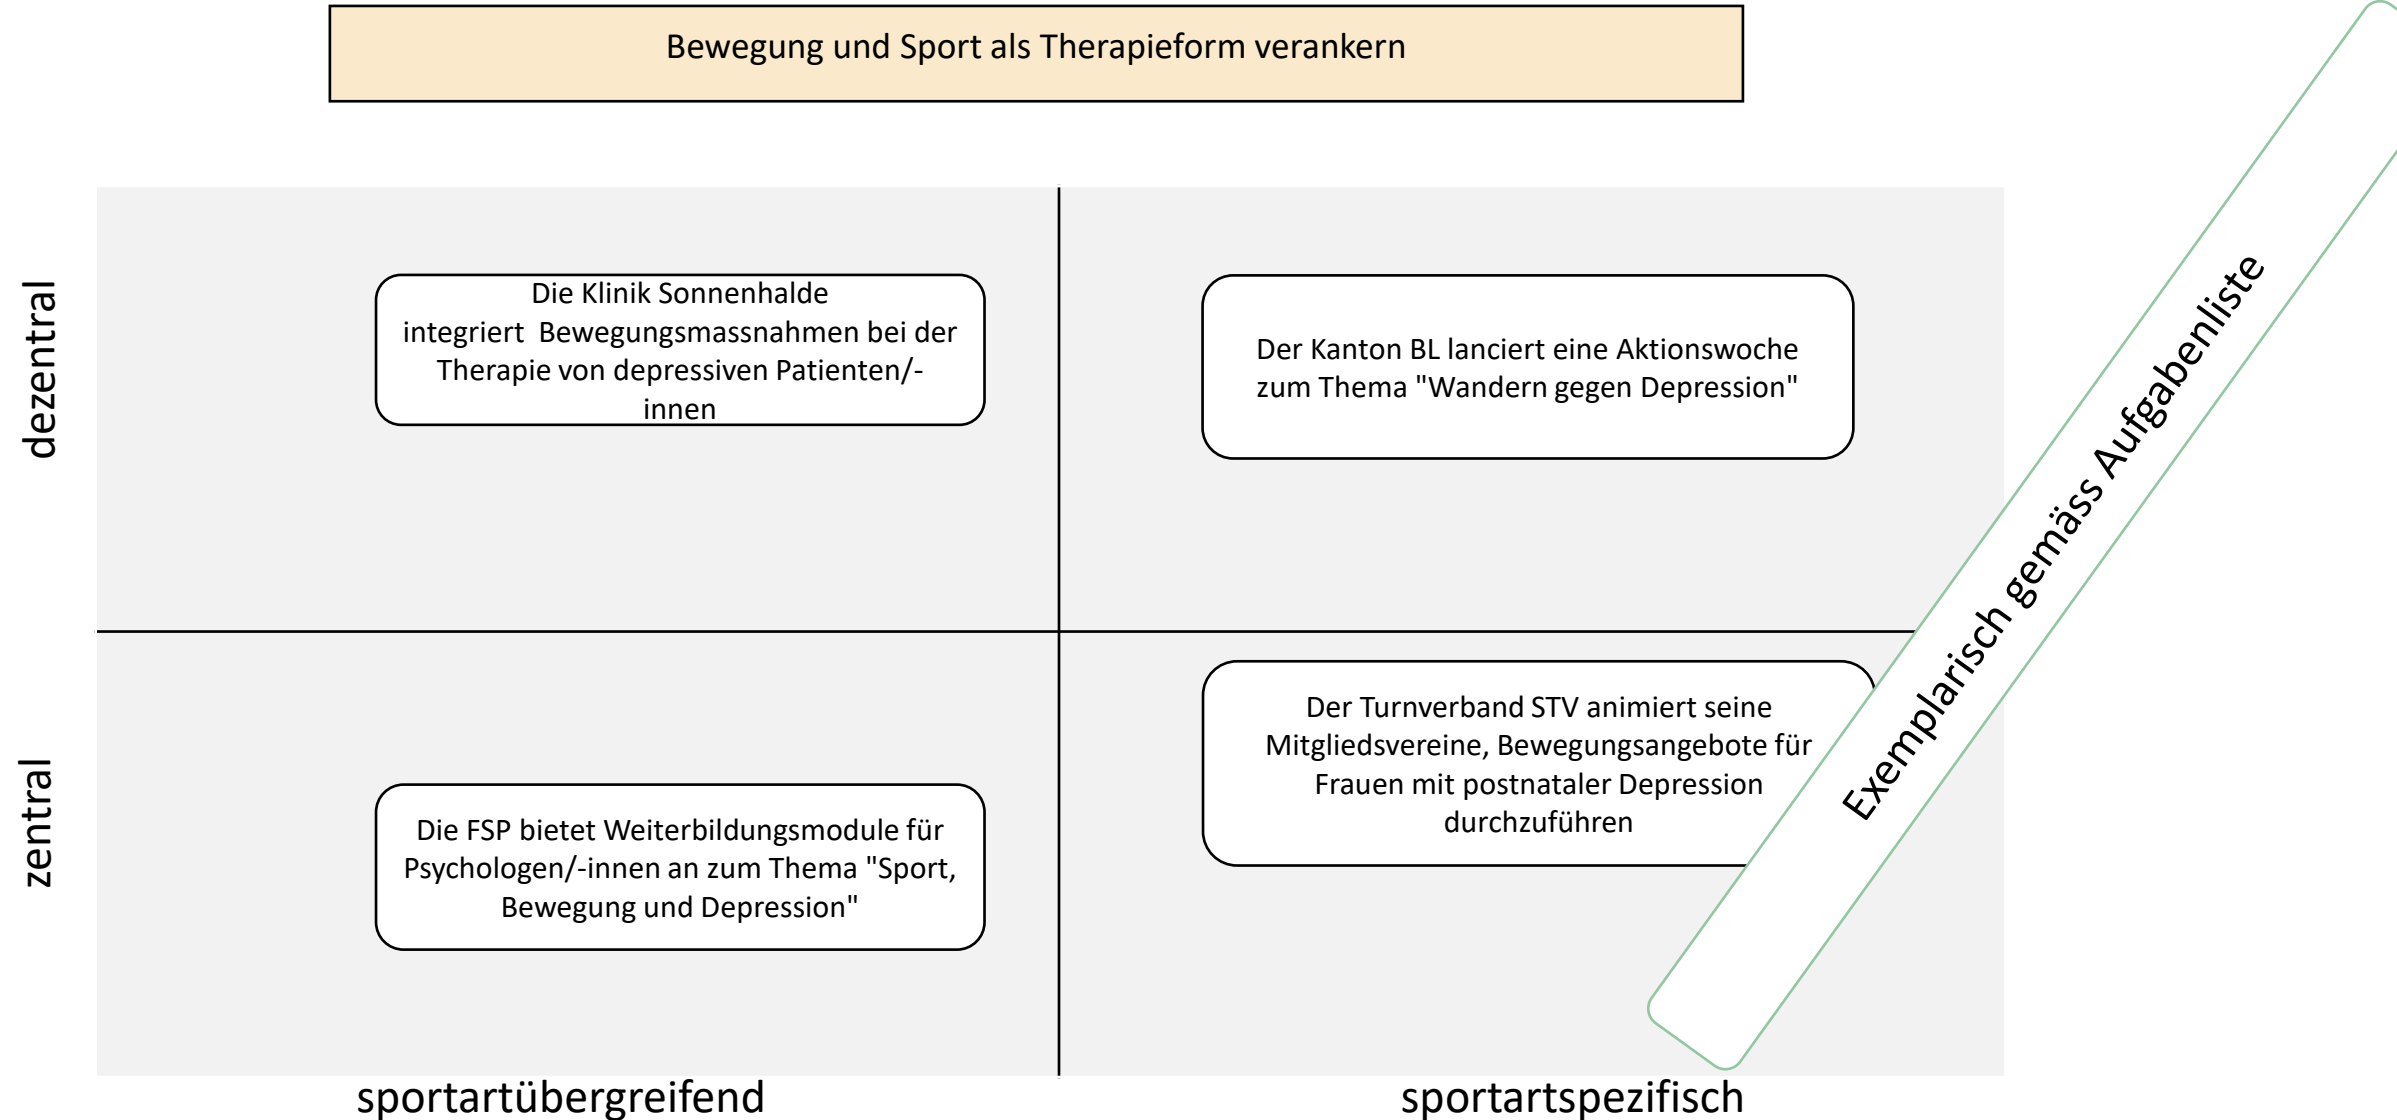 Bewegung und Sport als Therapieform verankern
dezentral
Die Klinik Sonnenhalde
integriert  Bewegungsmassnahmen bei der
Therapie von depressiven Patienten/-
innen
Der Kanton BL lanciert eine Aktionswoche
zum Thema "Wandern gegen Depression"
zentral
Die FSP bietet Weiterbildungsmodule für
Psychologen/-innen an zum Thema "Sport,
Bewegung und Depression"
Der Turnverband STV animiert seine
Mitgliedsvereine, Bewegungsangebote für
Frauen mit postnataler Depression
durchzuführen
Exemplarisch gemäss Aufgabenliste
sportartübergreifend
sportartspezifisch